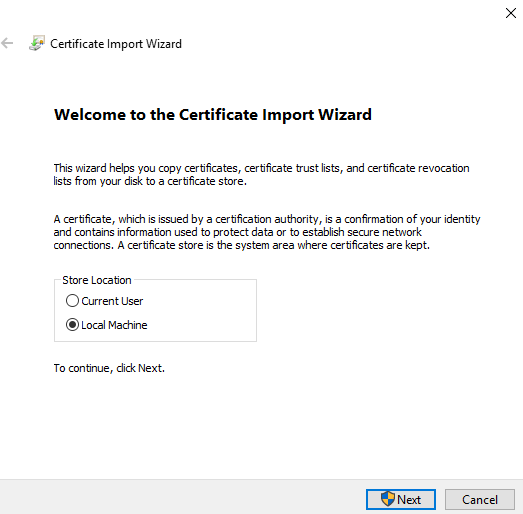 Certificate Import Wizard
Welcome to the Certificate Import Wizard
This wizard helps you copy certificates, certificate trust lists, and certificate revocation
lists from your disk to a certificate store.
A certificate, which is issued by a certification authority, is a confirmation of your identity
and contains information used to protect data or to establish secure network
connections. A certificate store is the system area where certificates are kept.
Store Location
Current User
Local Machine
To continue, click Next.
Next Cancel